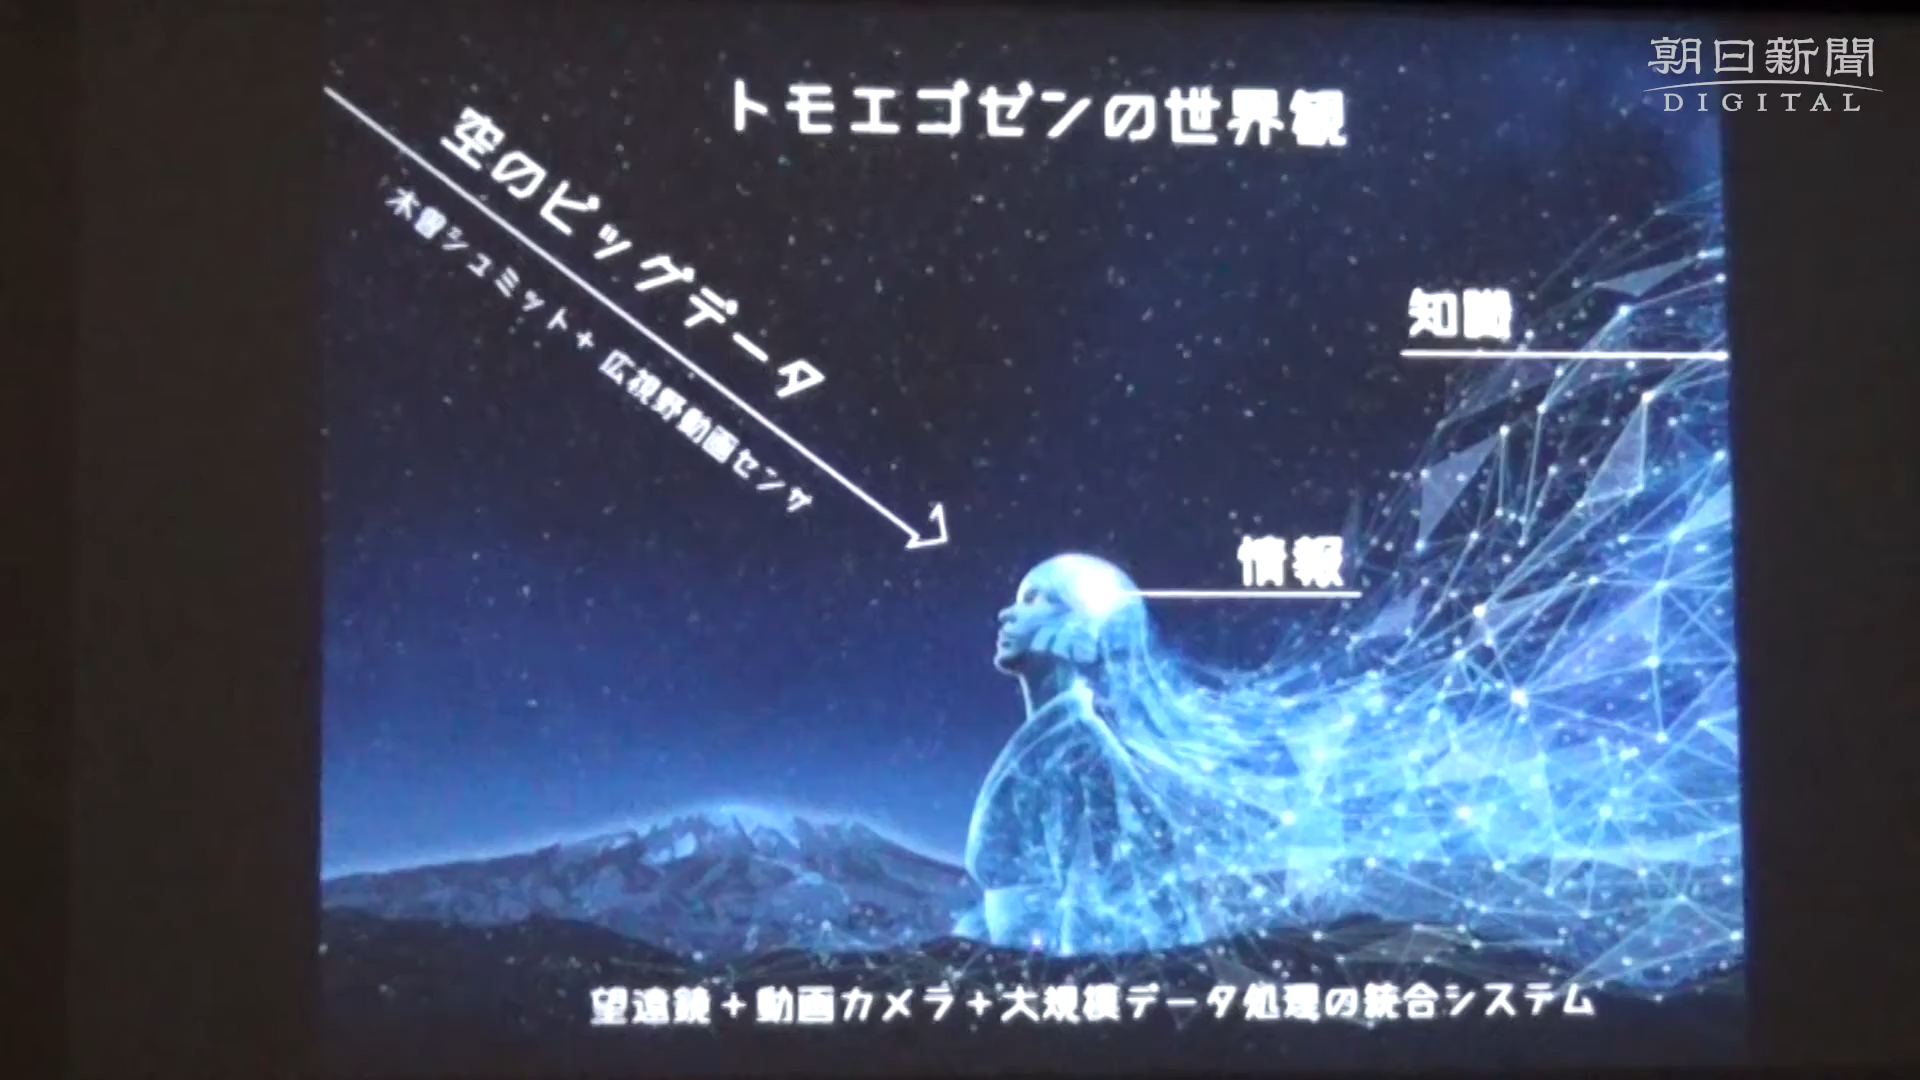 朝日新聞
DIGITAL
トモエゴゼンの世界観
空のビッグデータ
木曽シュミット+広視野動画センサ
知識
情報
望遠鏡+動画カメラ+大規模データ処理の統合システム